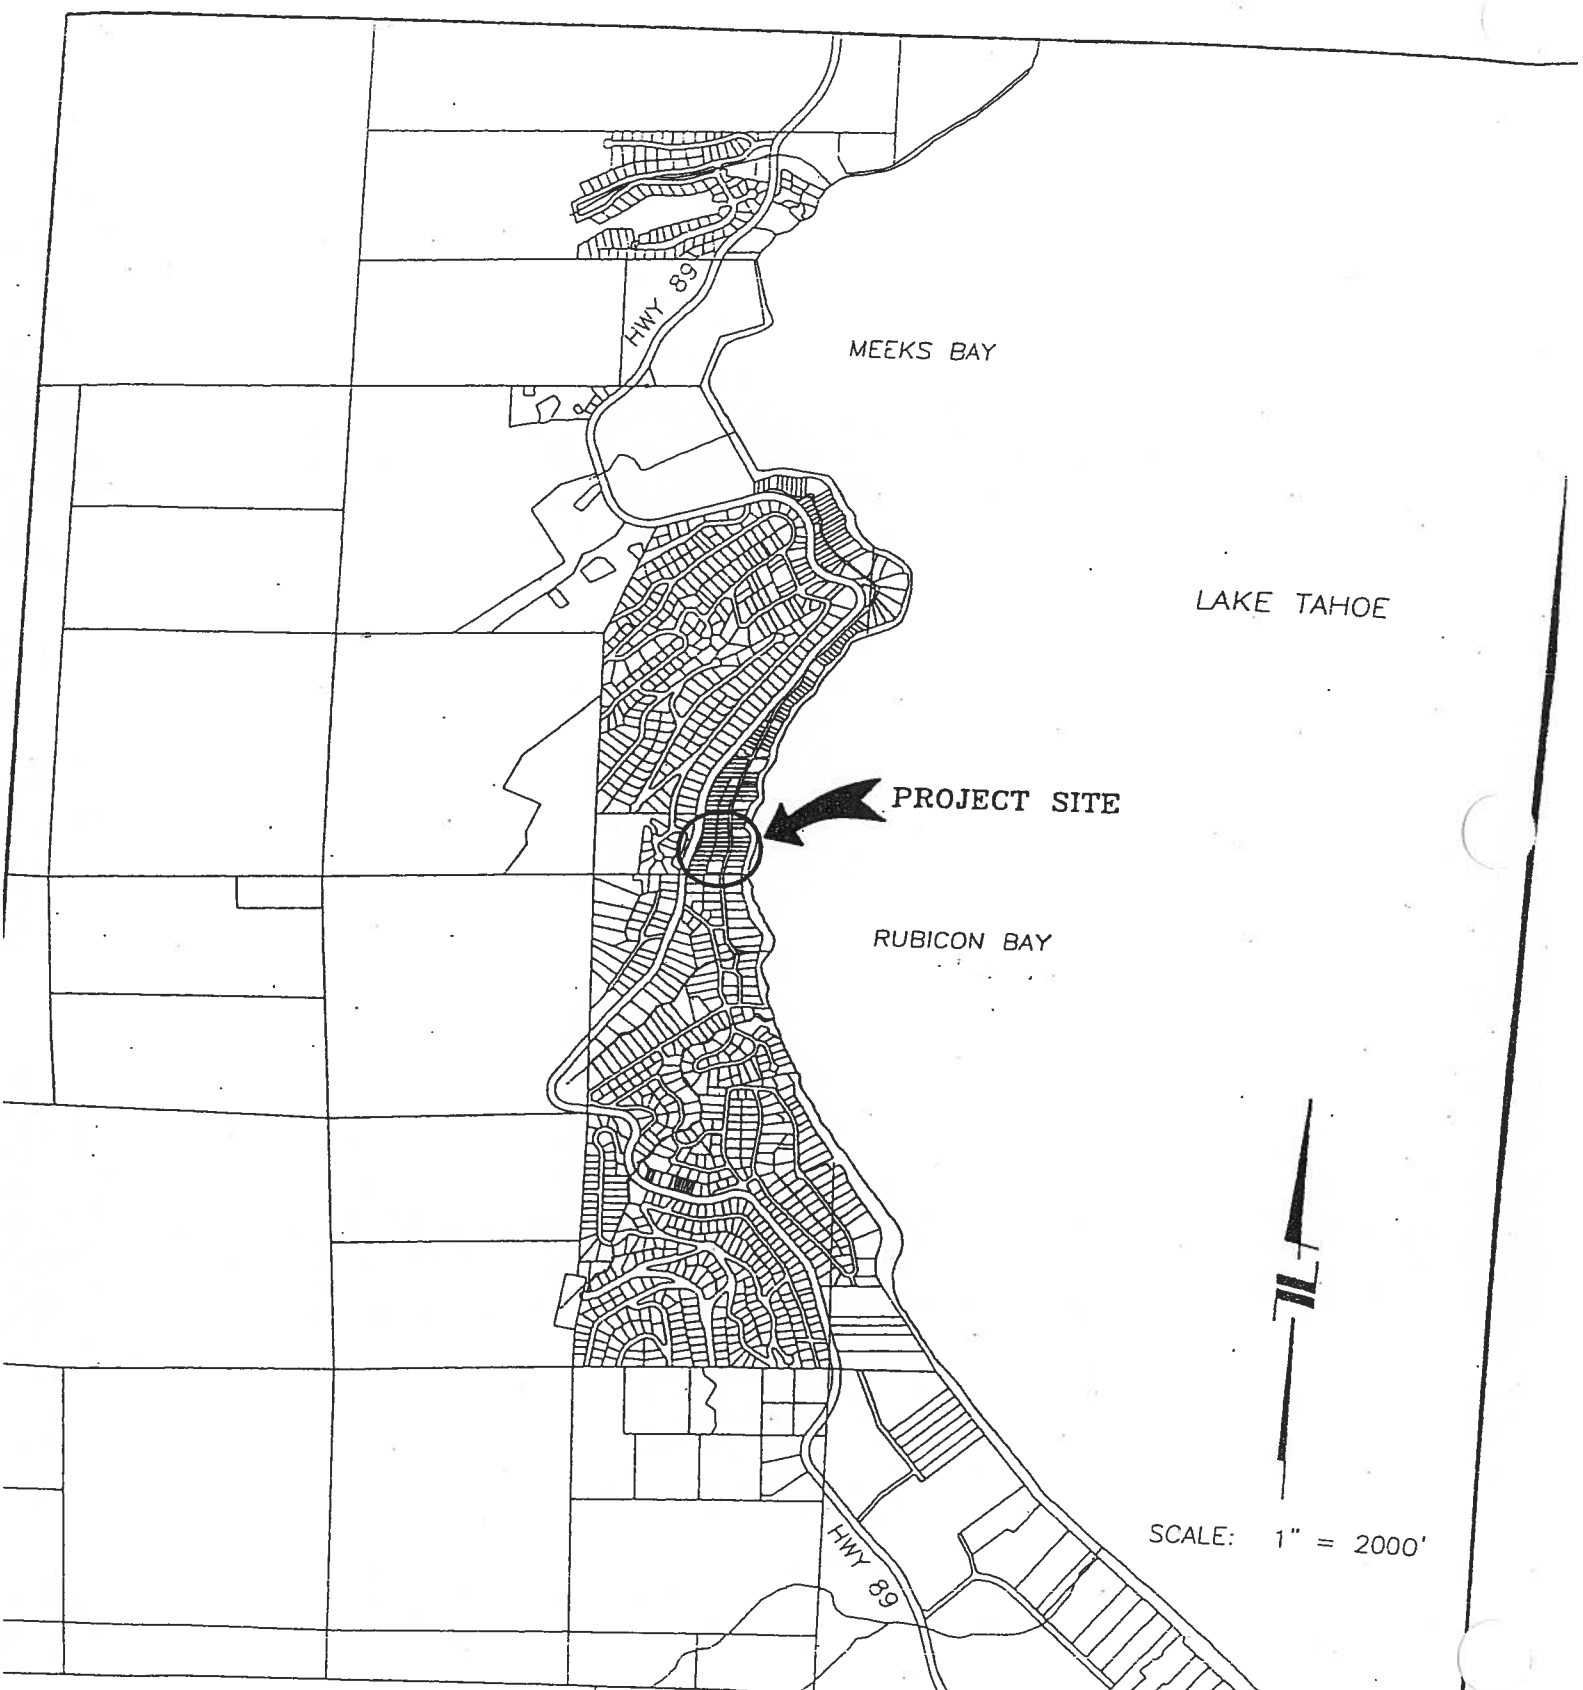 HWY 89
MEEKS BAY
LAKE TAHOE
PROJECT SITE
RUBICON BAY
SCALE: 1" = 2000'
HWY 89